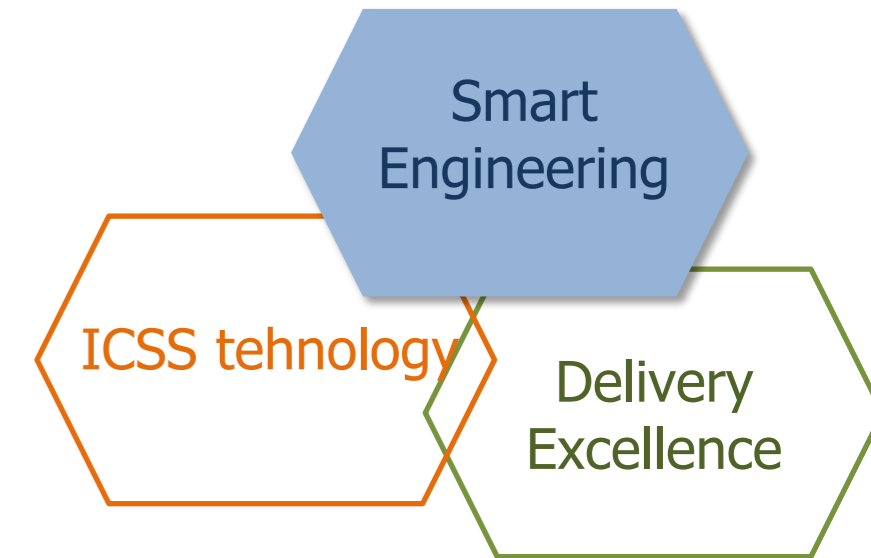 Smart
Engineering
ICSS tehnology
Delivery
Excellence